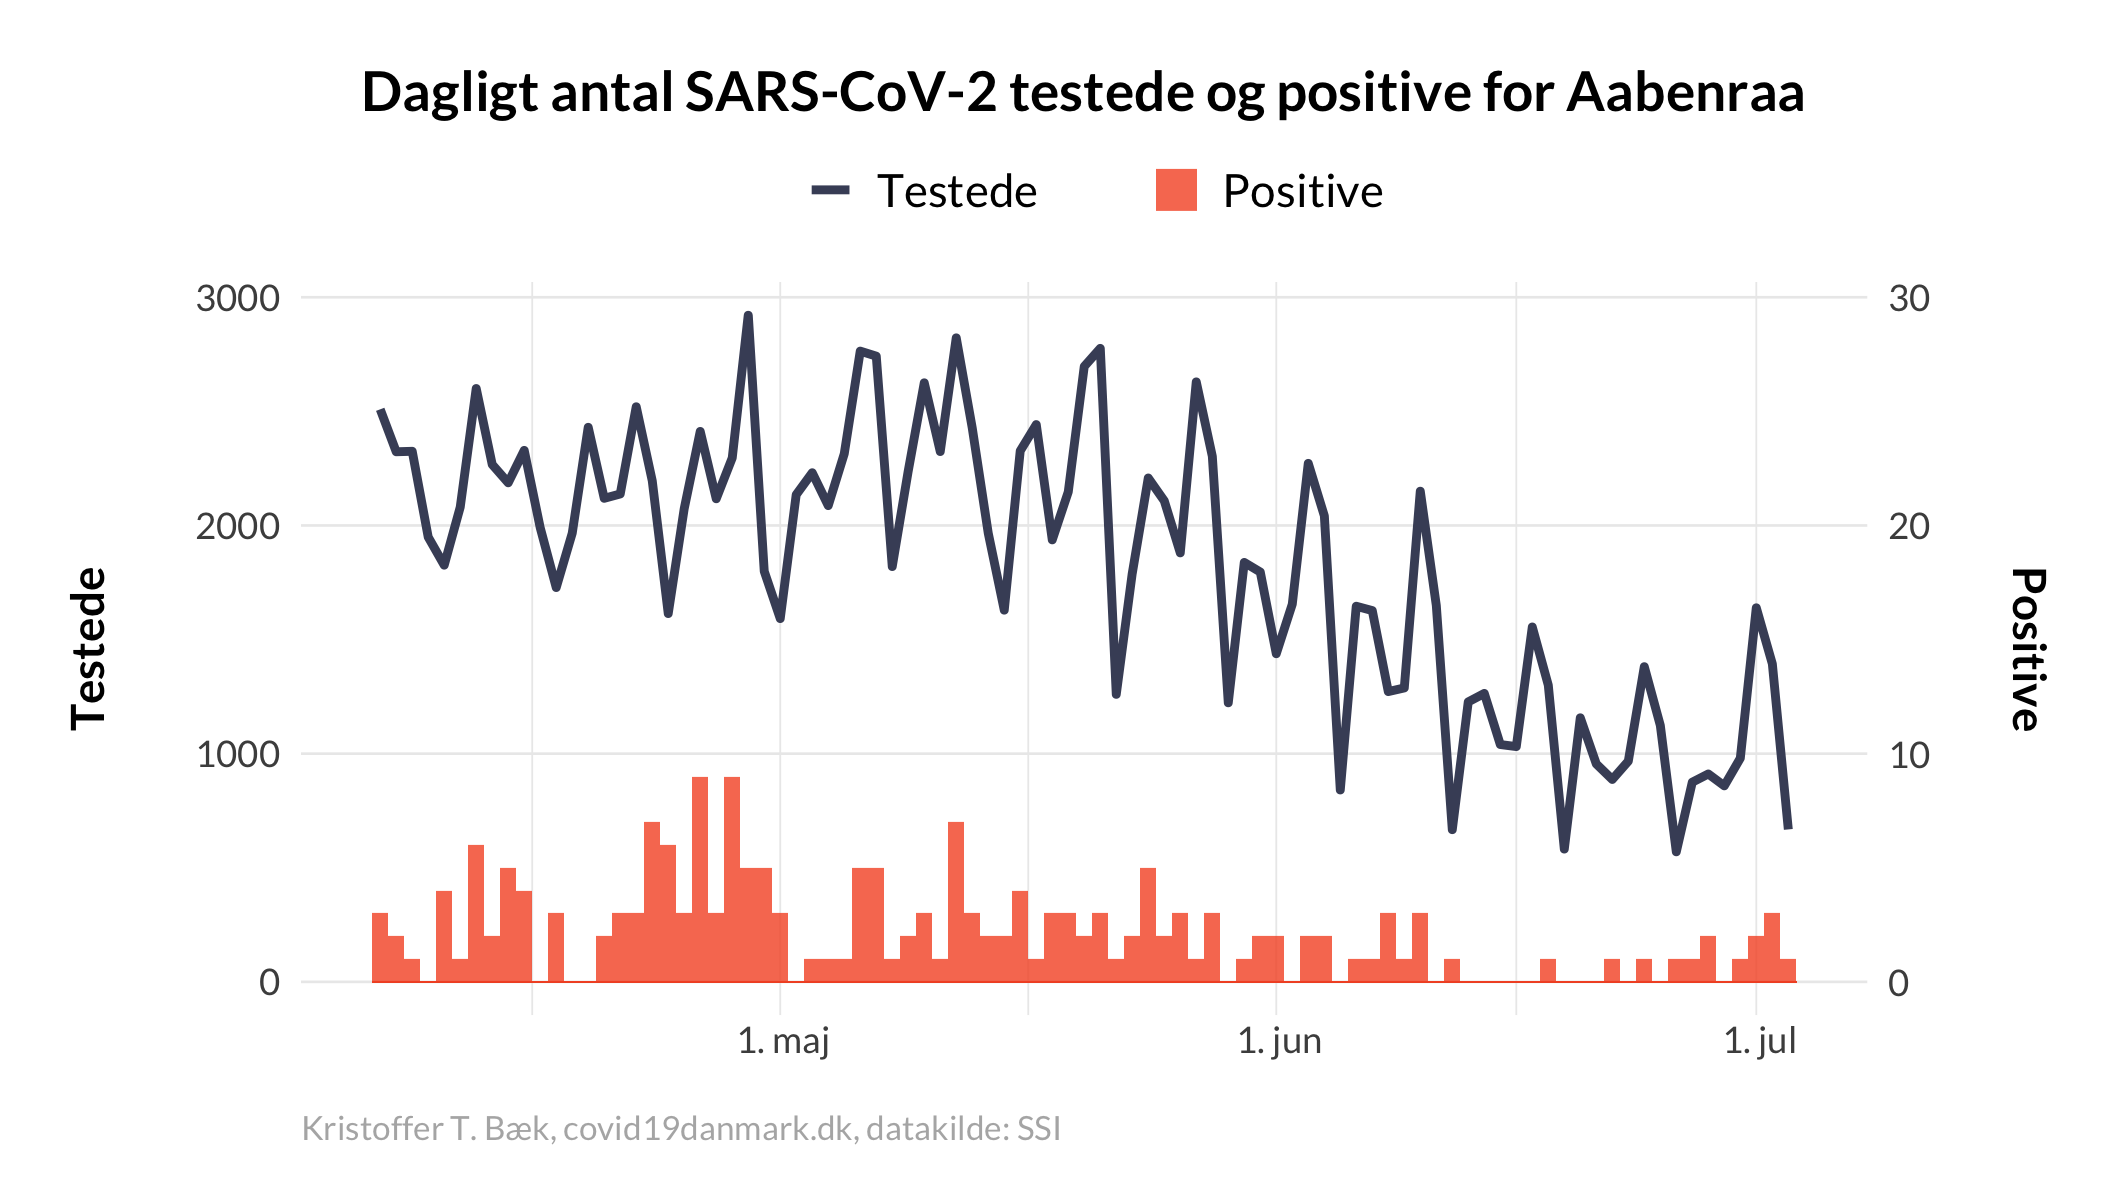 Dagligt antal SARS-CoV-2 testede og positive for Aabenraa
Testede
Positive
3000
30
2000
20
1000
10
0
0
Testede
Positive
1. maj
1. jun
1. jul
Kristoffer T. Bæk, covid19danmark.dk, datakilde: SSI